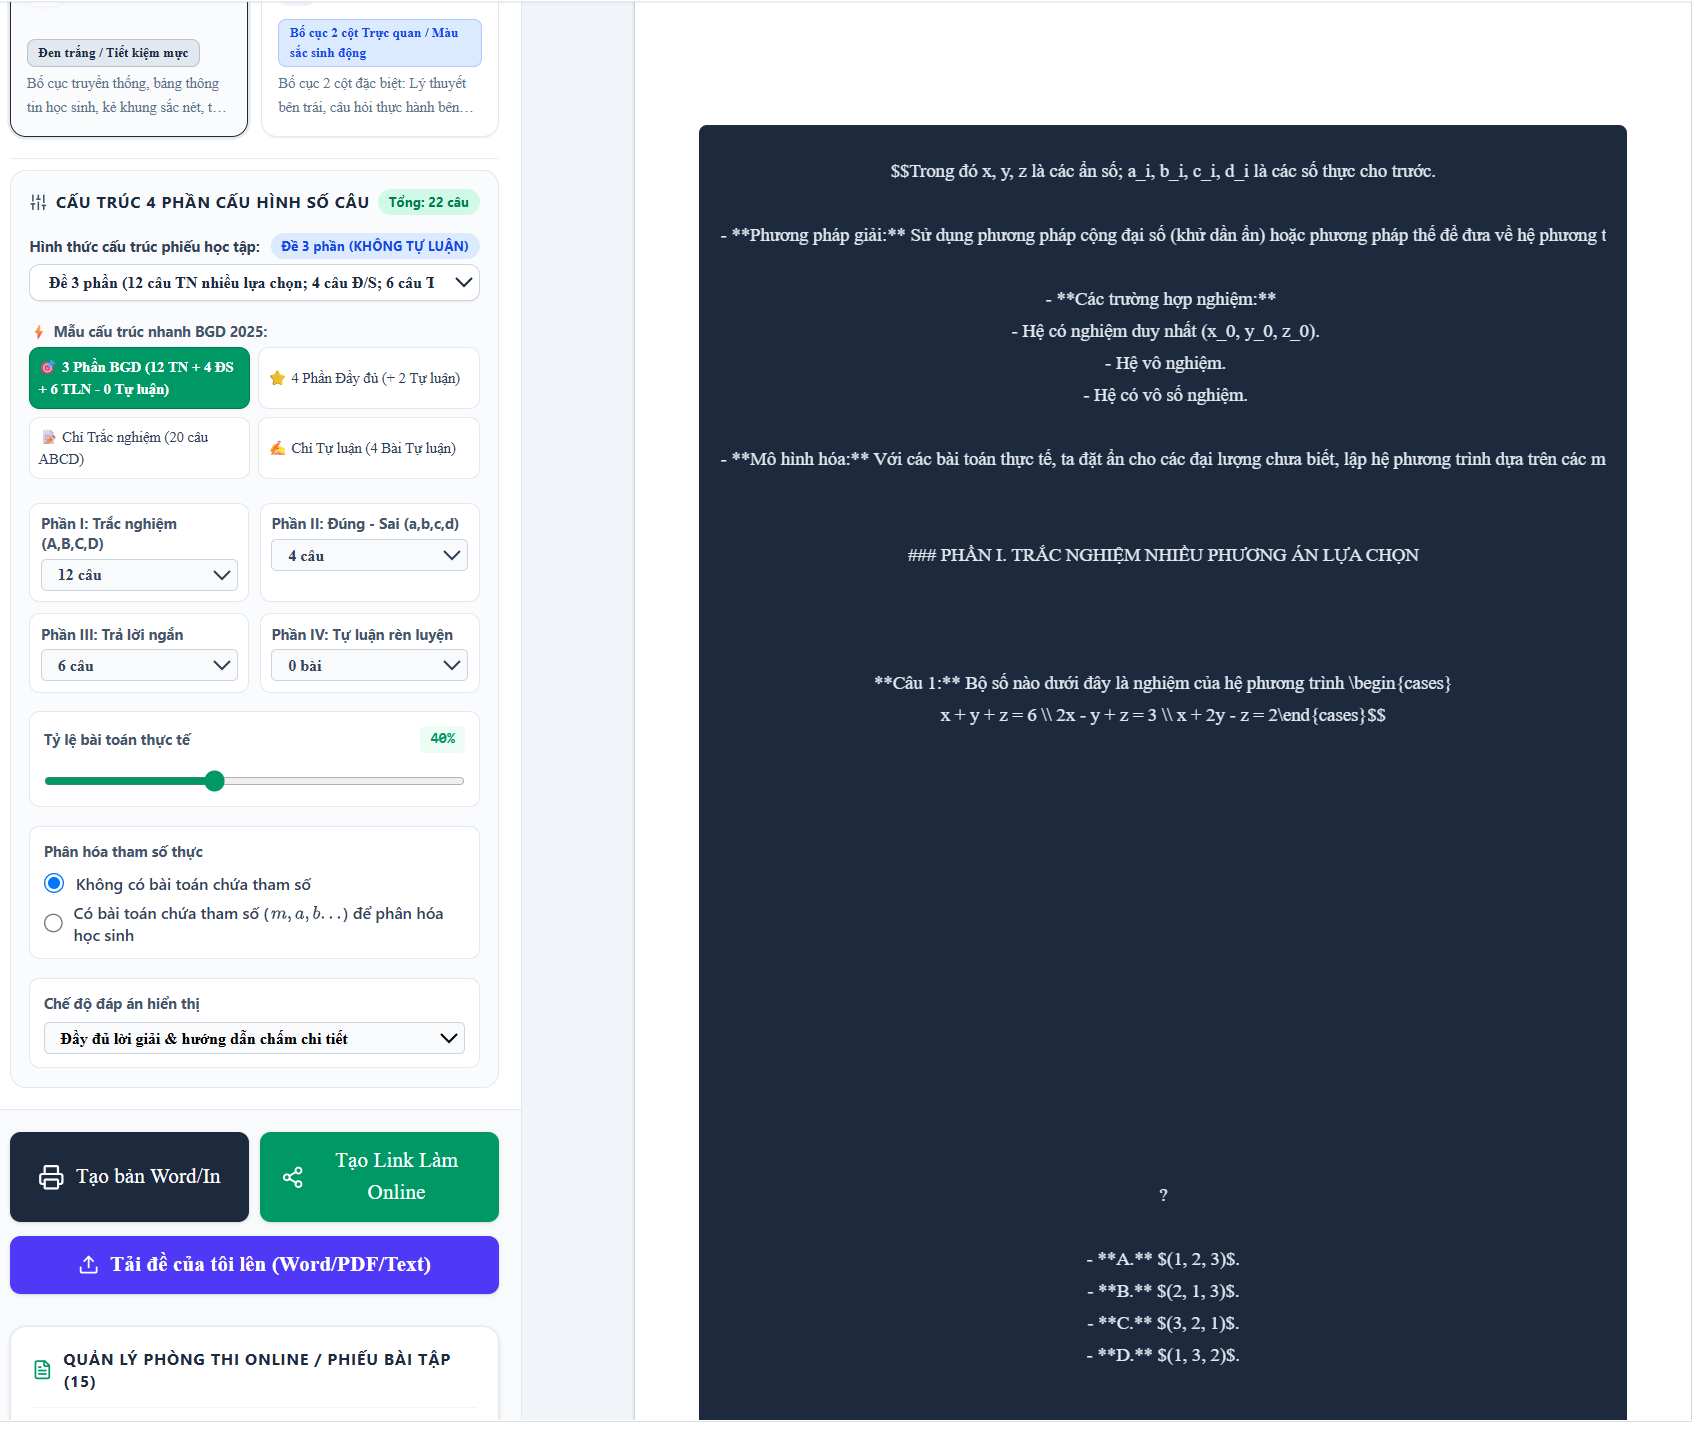 Đen trắng / Tiết kiệm mực
Bố cục truyền thống, bảng thông
tin học sinh, kẻ khung sắc nét, t…
Bố cục 2 cột Trực quan / Màu
sắc sinh động
Bố cục 2 cột đặc biệt: Lý thuyết
bên trái, câu hỏi thực hành bên…
CẤU TRÚC 4 PHẦN CẤU HÌNH SỐ CÂU
Tổng: 22 câu
Hình thức cấu trúc phiếu học tập:
Đề 3 phần (KHÔNG TỰ LUẬN)
Đề 3 phần (12 câu TN nhiều lựa chọn; 4 câu Đ/S; 6 câu T
Mẫu cấu trúc nhanh BGD 2025:
🎯 3 Phần BGD (12 TN + 4 ĐS
+ 6 TLN - 0 Tự luận)
⭐ 4 Phần Đầy đủ (+ 2 Tự luận)
📝 Chỉ Trắc nghiệm (20 câu
ABCD)
✍️ Chỉ Tự luận (4 Bài Tự luận)
Phần I: Trắc nghiệm
(A,B,C,D)
12 câu
Phần II: Đúng - Sai (a,b,c,d)
4 câu
Phần III: Trả lời ngắn
6 câu
Phần IV: Tự luận rèn luyện
0 bài
Tỷ lệ bài toán thực tế
40%
Phân hóa tham số thực
Không có bài toán chứa tham số
Có bài toán chứa tham số (m, a, b...) để phân hóa
học sinh
Chế độ đáp án hiển thị
Đầy đủ lời giải & hướng dẫn chấm chi tiết
Tạo bản Word/In
Tạo Link Làm
Online
Tải đề của tôi lên (Word/PDF/Text)
QUẢN LÝ PHÒNG THI ONLINE / PHIẾU BÀI TẬP
(15)
$$Trong đó x, y, z là các ẩn số; a_i, b_i, c_i, d_i là các số thực cho trước.
- **Phương pháp giải:** Sử dụng phương pháp cộng đại số (khử dần ẩn) hoặc phương pháp thế để đưa về hệ phương t
- **Các trường hợp nghiệm:**
- Hệ có nghiệm duy nhất (x_0, y_0, z_0).
- Hệ vô nghiệm.
- Hệ có vô số nghiệm.
- **Mô hình hóa:** Với các bài toán thực tế, ta đặt ẩn cho các đại lượng chưa biết, lập hệ phương trình dựa trên các m
### PHẦN I. TRẮC NGHIỆM NHIỀU PHƯƠNG ÁN LỰA CHỌN
**Câu 1:** Bộ số nào dưới đây là nghiệm của hệ phương trình \begin{cases}
x + y + z = 6 \\ 2x - y + z = 3 \\ x + 2y - z = 2\end{cases}$$
?
- **A.** $(1, 2, 3)$.
- **B.** $(2, 1, 3)$.
- **C.** $(3, 2, 1)$.
- **D.** $(1, 3, 2)$.